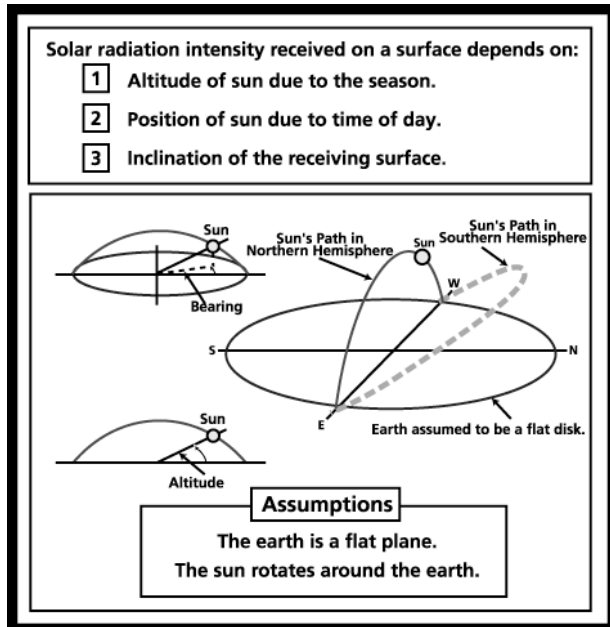 Solar radiation intensity received on a surface depends on:
1 Altitude of sun due to the season.
2 Position of sun due to time of day.
3 Inclination of the receiving surface.
Sun
Bearing
Sun's Path in
Northern Hemisphere
Sun
Sun's Path in
Southern Hemisphere
W
S
N
E
Earth assumed to be a flat disk.
Sun
Altitude
Assumptions
The earth is a flat plane.
The sun rotates around the earth.